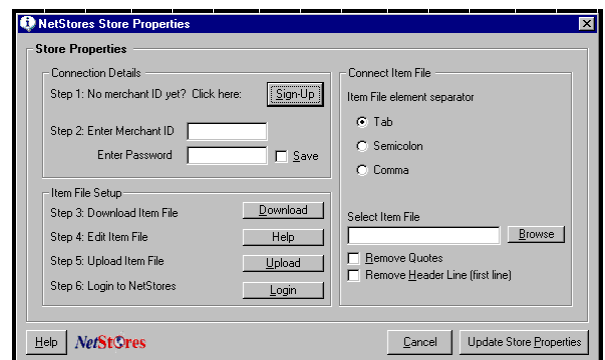 NetStores Store Properties
Store Properties
Connection Details
Step 1: No merchant ID yet? Click here:
Sign-Up
Step 2: Enter Merchant ID
Enter Password
Save
Item File Setup
Step 3: Download Item File
Download
Step 4: Edit Item File
Help
Step 5: Upload Item File
Upload
Step 6: Login to NetStores
Login
Connect Item File
Item File element separator
Tab
Semicolon
Comma
Select Item File
Browse
Remove Quotes
Remove Header Line (first line)
Help
NetStores
Cancel
Update Store Properties